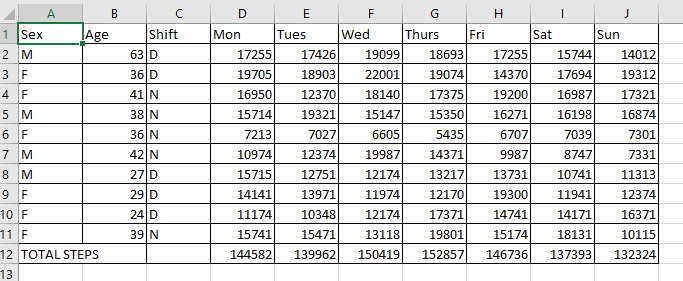 A B C D E F G H I J
1 Sex Age Shift Mon Tues Wed Thurs Fri Sat Sun
2 M 63 D 17255 17426 19099 18693 17255 15744 14012
3 F 36 D 19705 18903 22001 19074 14370 17694 19312
4 F 41 N 16950 12370 18140 17375 19200 16987 17321
5 M 38 N 15714 19321 15147 15350 16271 16198 16874
6 F 36 N 7213 7027 6605 5435 6707 7039 7301
7 M 42 N 10974 12374 19987 14371 9987 8747 7331
8 M 27 D 15715 12751 12174 13217 13731 10741 11313
9 F 29 D 14141 13971 11974 12170 19300 11941 12374
10 F 24 D 11174 10348 12174 17371 14741 14171 16371
11 F 39 N 15741 15471 13118 19801 15174 18131 10115
12 TOTAL STEPS 144582 139962 150419 152857 146736 137393 132324
13